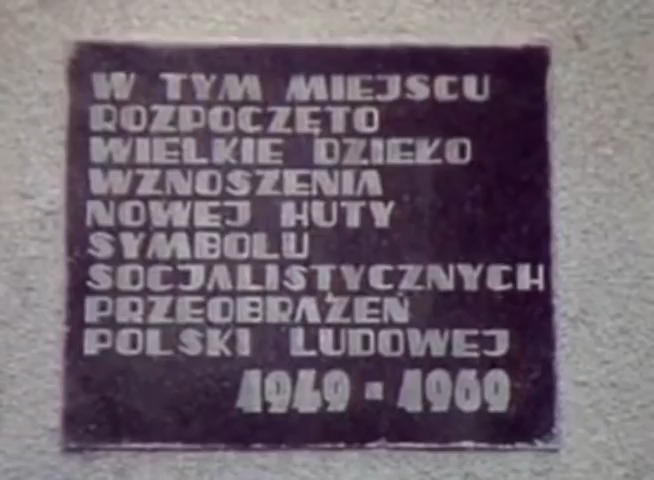 W TYM MIEJSCU
ROZPOCZĘTO
WIELKIE DZIEŁO
WZNOSZENIA
NOWEJ HUTY
SYMBOLU
SOCJALISTYCZNYCH
PRZEOBRAŻEŃ
POLSKI LUDOWEJ
1949 - 1969